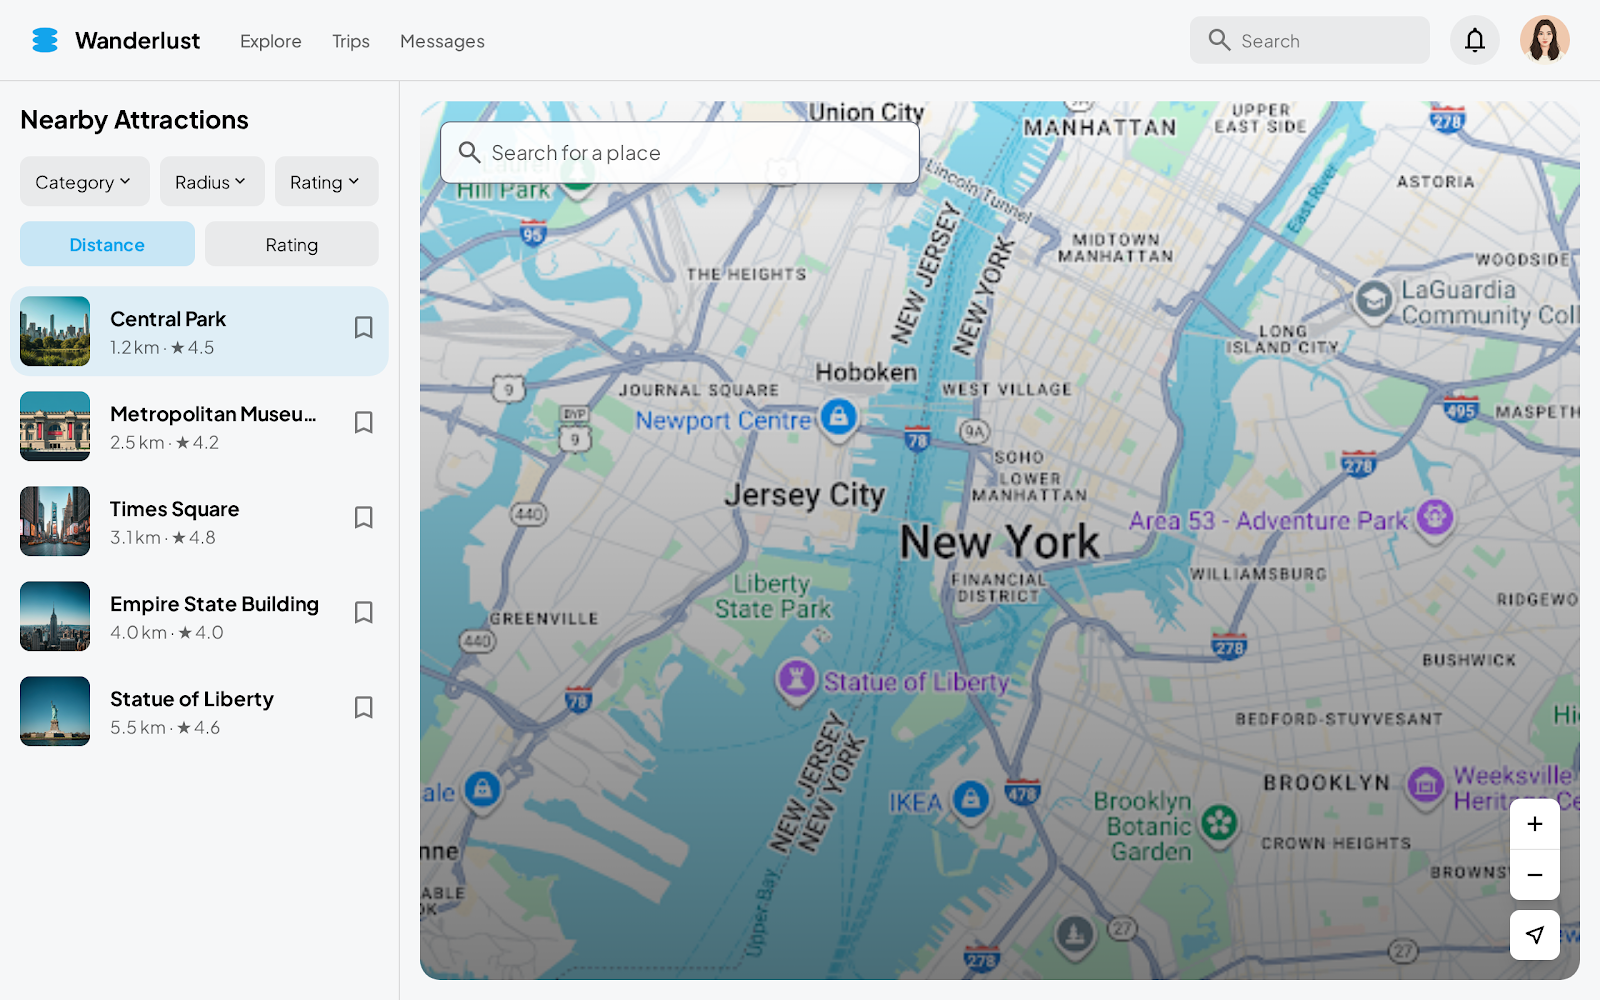 Wanderlust
Explore
Trips
Messages
Search
Nearby Attractions
Category
Radius
Rating
Distance
Rating
Central Park
1.2 km · ★ 4.5
Metropolitan Museu...
2.5 km · ★ 4.2
Times Square
3.1 km · ★ 4.8
Empire State Building
4.0 km · ★ 4.0
Statue of Liberty
5.5 km · ★ 4.6
Search for a place
Union City
MANHATTAN
UPPER
EAST SIDE
278
Hill Park
Lincoln Tunnel
East River
ASTORIA
95
NEW JERSEY
NEW YORK
MIDTOWN
MANHATTAN
THE HEIGHTS
WOODSIDE
LaGuardia
Community Coll
LONG
ISLAND CITY
9
JOURNAL SQUARE
Hoboken
WEST VILLAGE
BYP
9
Newport Centre
78
9A
495
MASPETH
SOHO
LOWER
MANHATTAN
278
Jersey City
440
New York
Area 53 - Adventure Park
FINANCIAL
DISTRICT
WILLIAMSBURG
Liberty
State Park
RIDGEWO
GREENVILLE
440
278
BUSHWICK
78
Statue of Liberty
NEW JERSEY
NEW YORK
BEDFORD-STUYVESANT
Hi
ale
IKEA
478
BROOKLYN
Weeksville
Heritage Ce
Brooklyn
Botanic
Garden
CROWN HEIGHTS
nne
BROWNS
ABLE
OK
Upper Bay
27
278
27
+
−